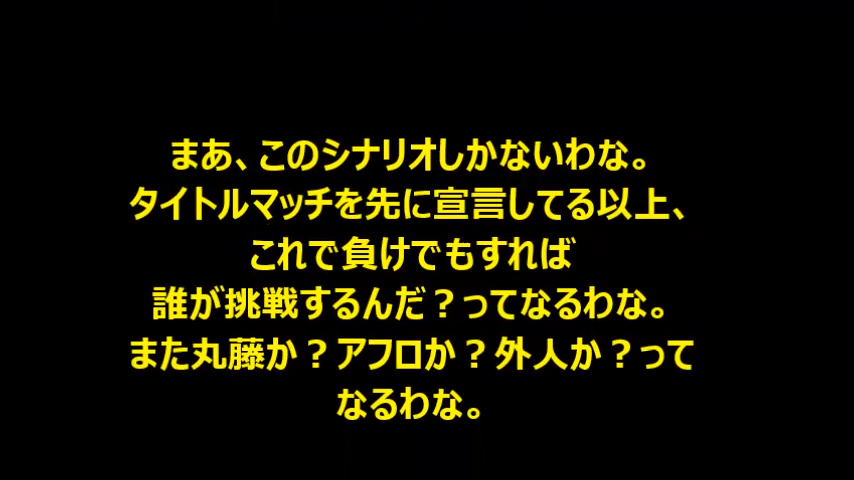 まあ、このシナリオしかないわな。
タイトルマッチを先に宣言してる以上、
これで負けでもすれば
誰が挑戦するんだ？ってなるわな。
また丸藤か？アフロか？外人か？って
なるわな。